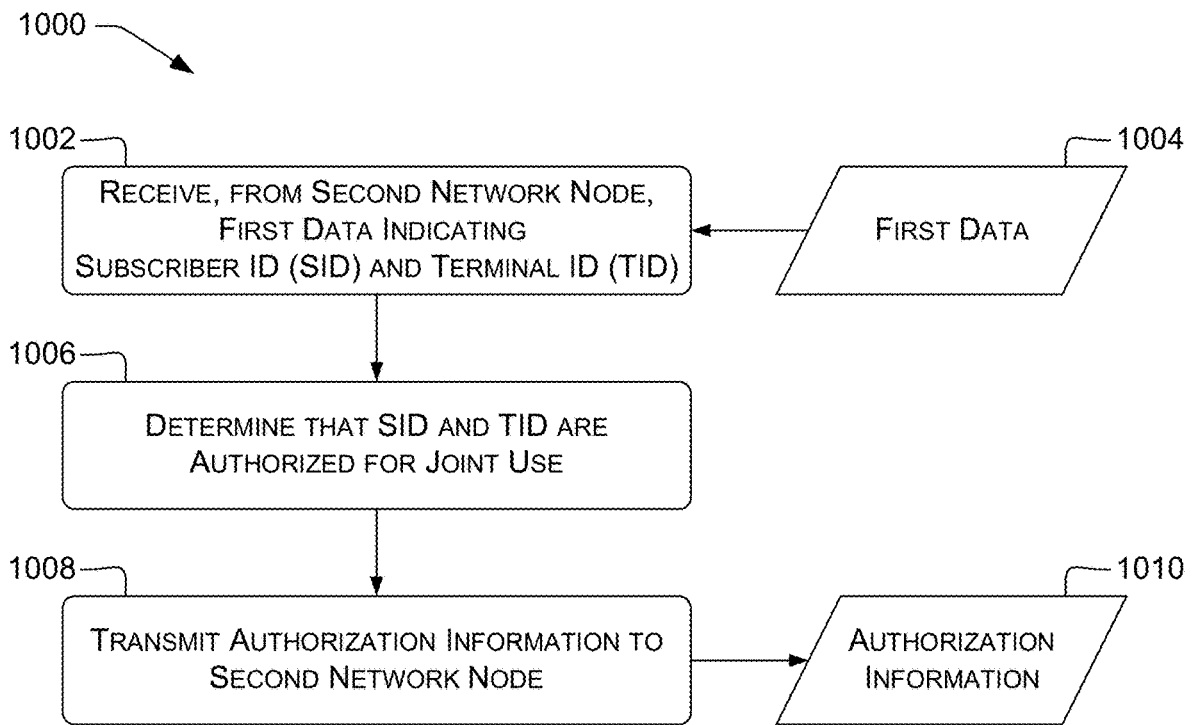 1000
1002
1004
RECEIVE, FROM SECOND NETWORK NODE,
FIRST DATA INDICATING
SUBSCRIBER ID (SID) AND TERMINAL ID (TID)
FIRST DATA
1006
DETERMINE THAT SID AND TID ARE
AUTHORIZED FOR JOINT USE
1008
1010
TRANSMIT AUTHORIZATION INFORMATION TO
SECOND NETWORK NODE
AUTHORIZATION
INFORMATION